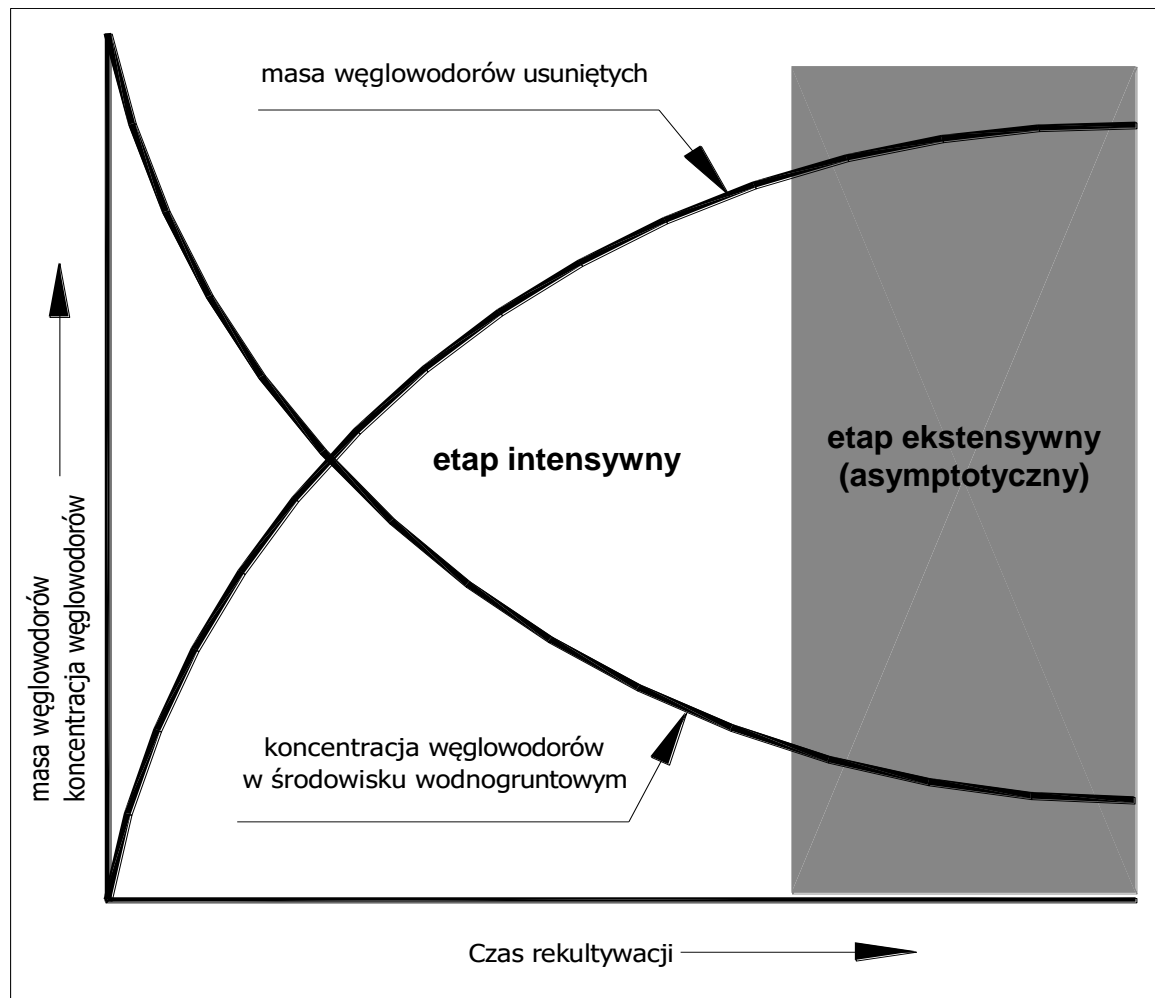 masa węglowodorów usuniętych
etap intensywny
etap ekstensywny
(asymptotyczny)
masa węglowodorów
koncentracja węglowodorów
koncentracja węglowodorów
w środowisku wodnogruntowym
Czas rekultywacji